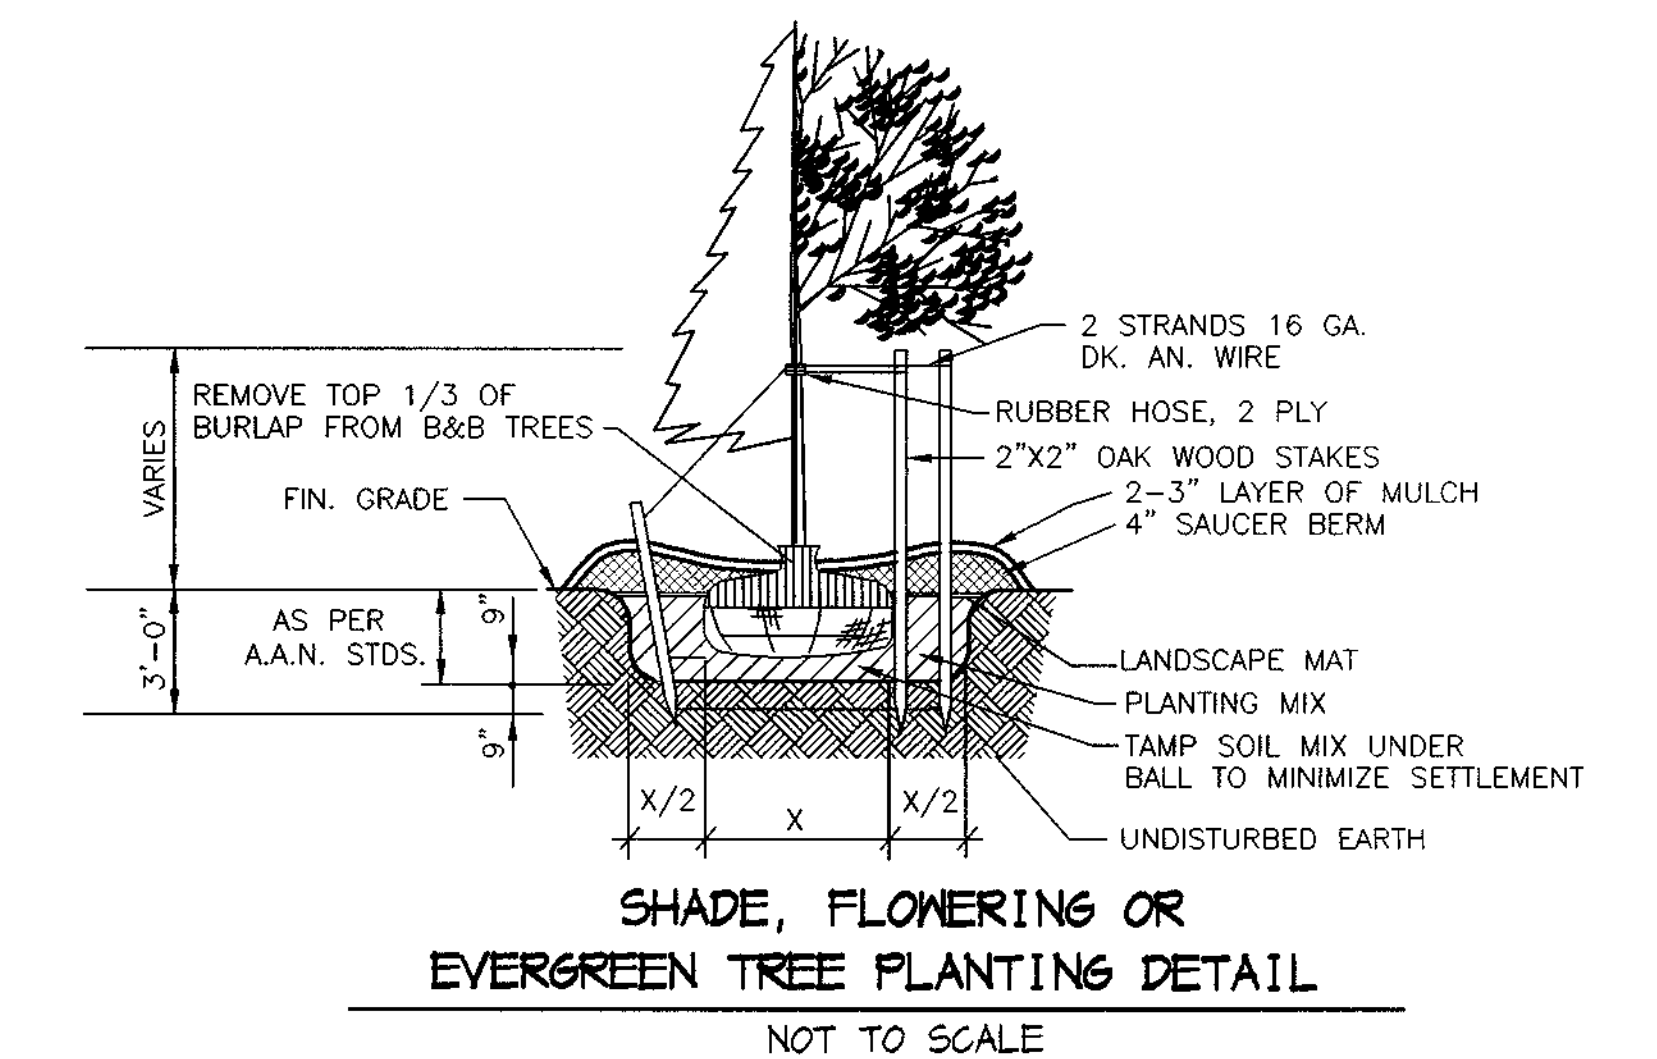 2 STRANDS 16 GA.
DK. AN. WIRE
REMOVE TOP 1/3 OF
BURLAP FROM B&B TREES
RUBBER HOSE, 2 PLY
VARIES
2"X2" OAK WOOD STAKES
FIN. GRADE
2-3" LAYER OF MULCH
4" SAUCER BERM
3'-0"
AS PER
A.A.N. STDS.
9"
9"
LANDSCAPE MAT
PLANTING MIX
TAMP SOIL MIX UNDER
BALL TO MINIMIZE SETTLEMENT
X/2
X
X/2
UNDISTURBED EARTH
SHADE, FLOWERING OR
EVERGREEN TREE PLANTING DETAIL
NOT TO SCALE